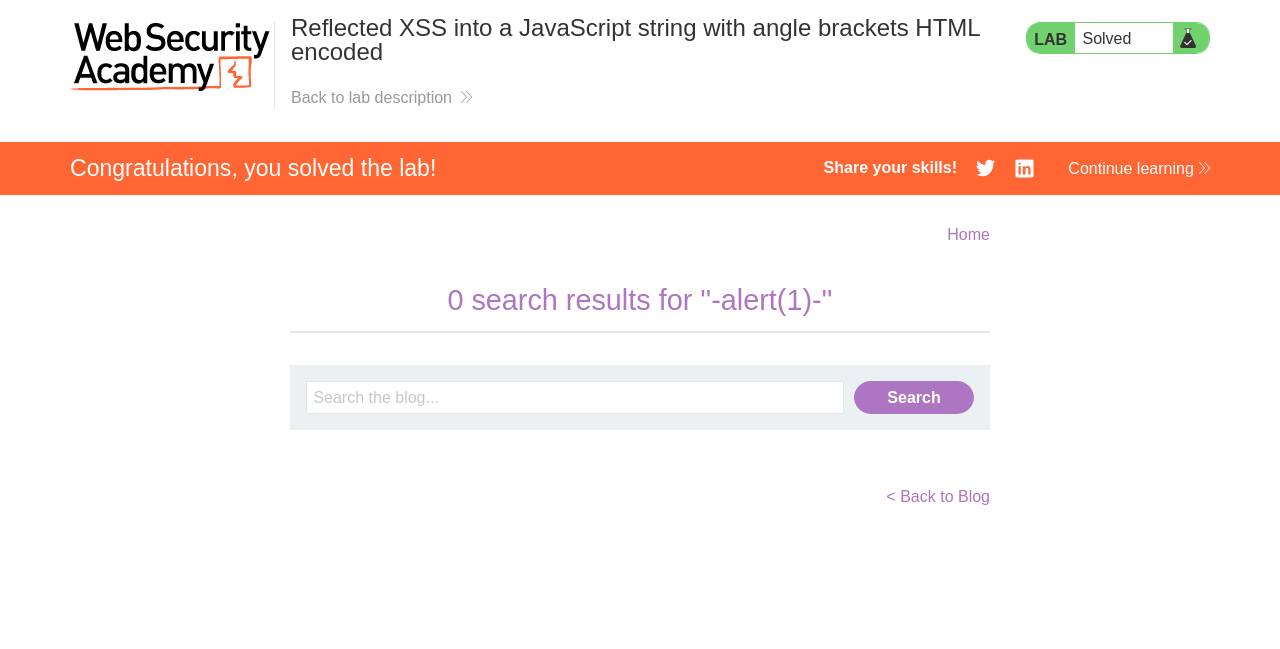 Web Security
Academy
Reflected XSS into a JavaScript string with angle brackets HTML
encoded
Back to lab description
LAB Solved
Congratulations, you solved the lab!
Share your skills!
Continue learning
Home
0 search results for ''-alert(1)-''
Search the blog...
Search
< Back to Blog